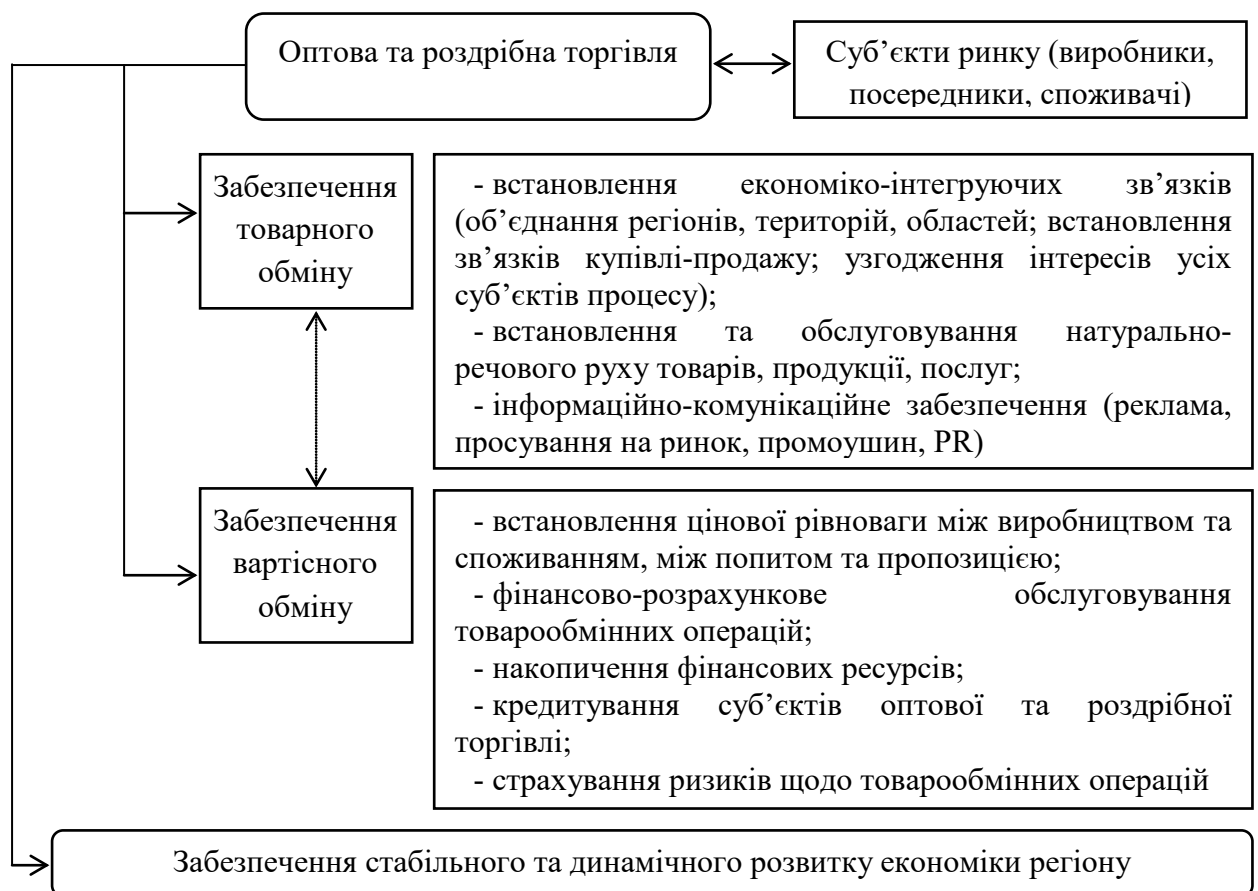 Оптова та роздрібна торгівля
Суб’єкти ринку (виробники,
посередники, споживачі)
Забезпечення
товарного
обміну
- встановлення економіко-інтегруючих зв’язків
(об’єднання регіонів, територій, областей; встановлення
зв’язків купівлі-продажу; узгодження інтересів усіх
суб’єктів процесу);
- встановлення та обслуговування натурально-
речового руху товарів, продукції, послуг;
- інформаційно-комунікаційне забезпечення (реклама,
просування на ринок, промоушин, PR)
Забезпечення
вартісного
обміну
- встановлення цінової рівноваги між виробництвом та
споживанням, між попитом та пропозицією;
- фінансово-розрахункове обслуговування
товарообмінних операцій;
- накопичення фінансових ресурсів;
- кредитування суб’єктів оптової та роздрібної
торгівлі;
- страхування ризиків щодо товарообмінних операцій
Забезпечення стабільного та динамічного розвитку економіки регіону